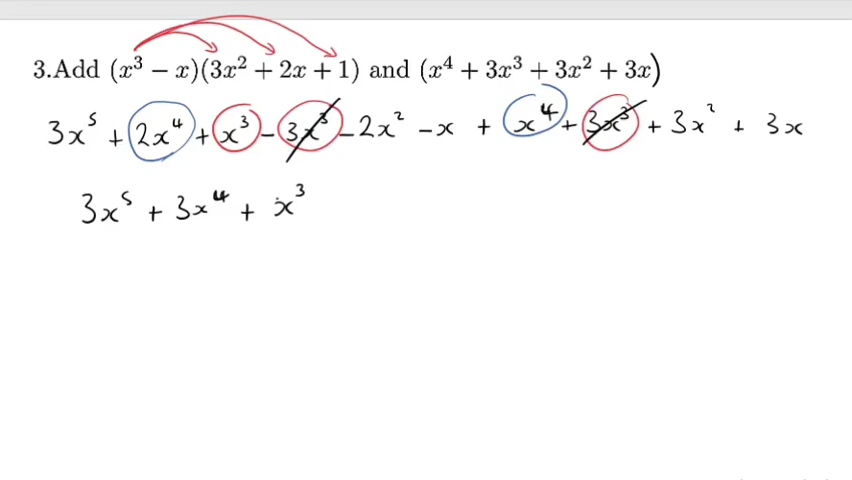 3.Add (x³ − x)(3x² + 2x + 1) and (x⁴ + 3x³ + 3x² + 3x)
3x⁵ + 2x⁴ + x³ − 3x³ − 2x² − x + x⁴ + 3x³ + 3x² + 3x
3x⁵ + 3x⁴ + x³